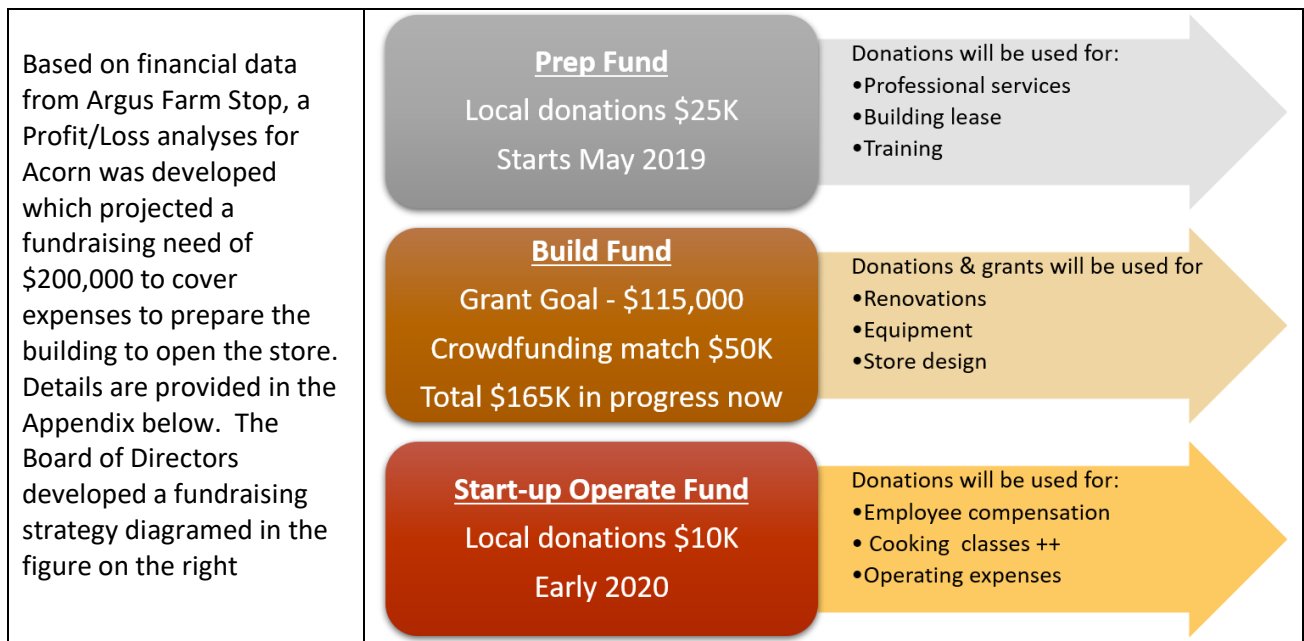 Based on financial data
from Argus Farm Stop, a
Profit/Loss analyses for
Acorn was developed
which projected a
fundraising need of
$200,000 to cover
expenses to prepare the
building to open the store.
Details are provided in the
Appendix below.  The
Board of Directors
developed a fundraising
strategy diagramed in the
figure on the right
Prep Fund
Local donations $25K
Starts May 2019
Donations will be used for:
•Professional services
•Building lease
•Training
Build Fund
Grant Goal - $115,000
Crowdfunding match $50K
Total $165K in progress now
Donations & grants will be used for
•Renovations
•Equipment
•Store design
Start-up Operate Fund
Local donations $10K
Early 2020
Donations will be used for:
•Employee compensation
• Cooking  classes ++
•Operating expenses